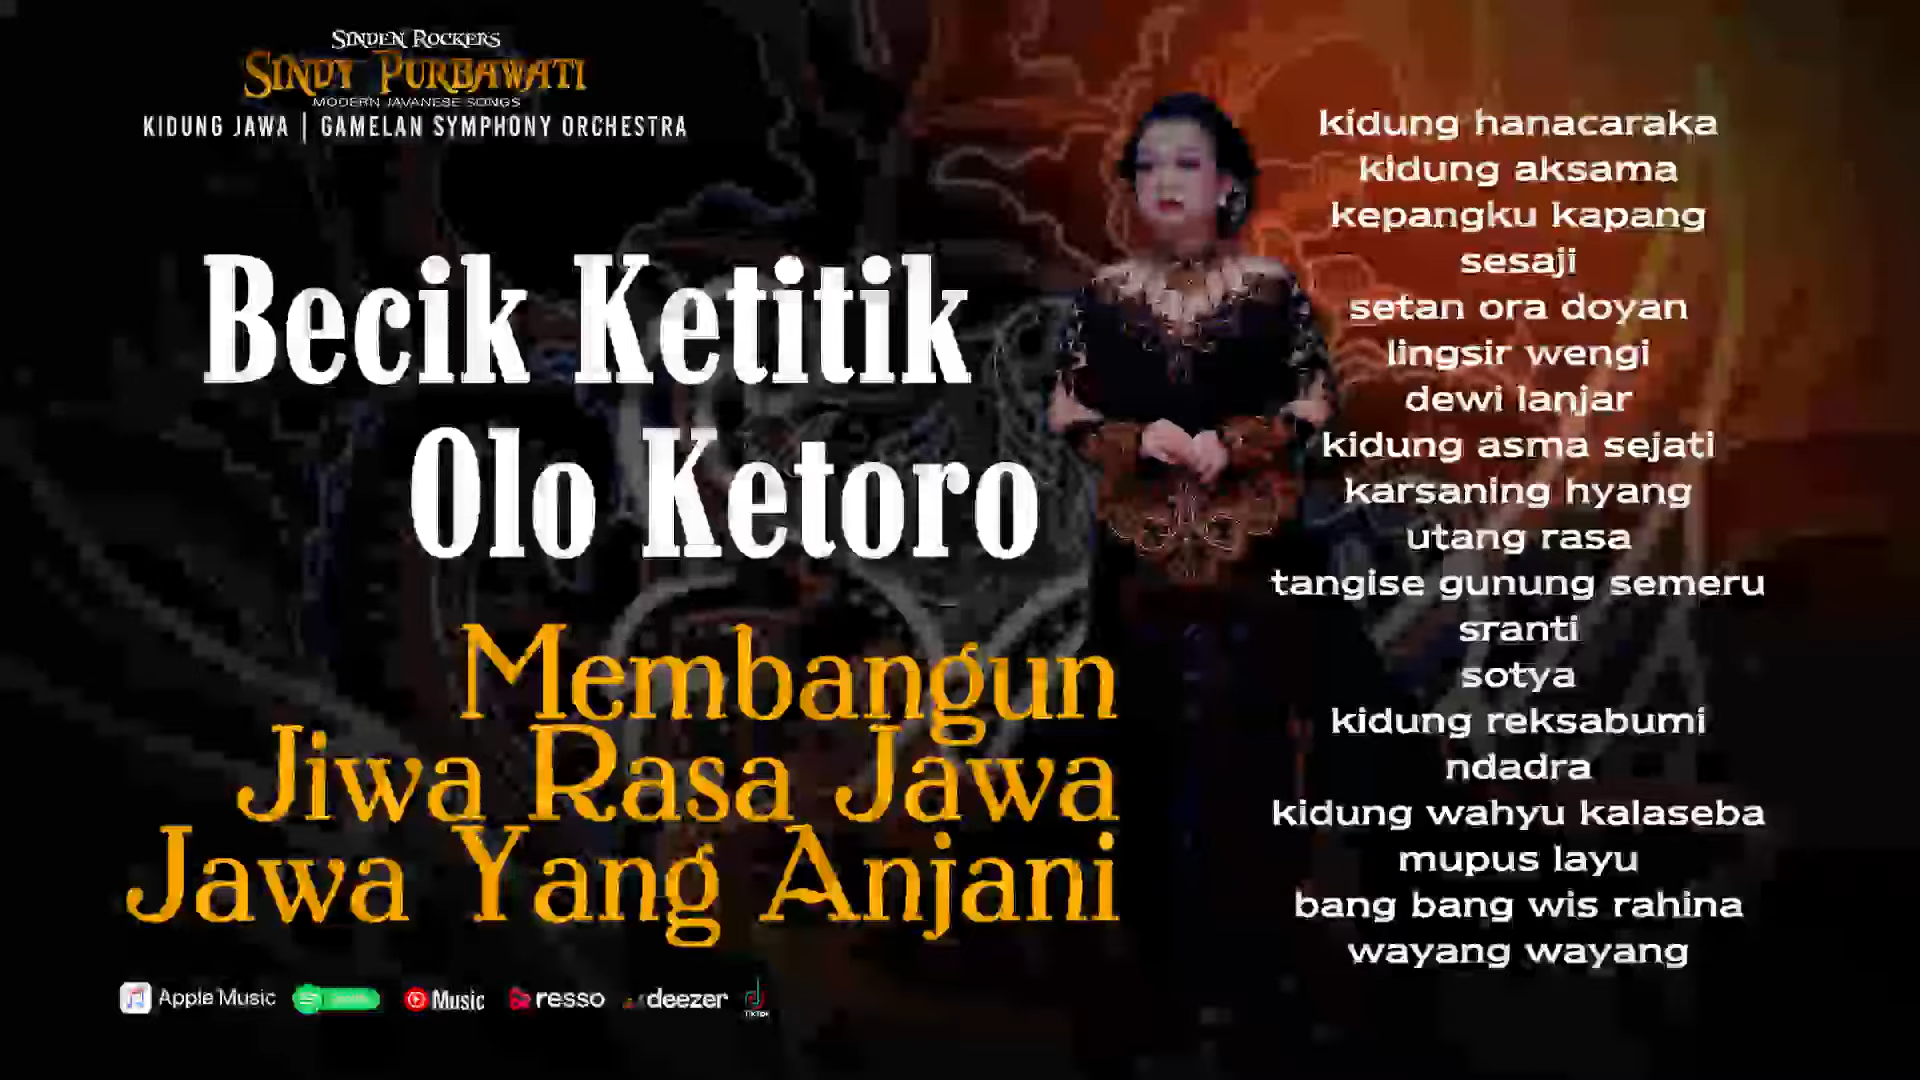 SINDEN ROCKERS
SINDY PURBAWATI
MODERN JAVANESE SONGS
KIDUNG JAWA | GAMELAN SYMPHONY ORCHESTRA
Becik Ketitik
Olo Ketoro
Membangun
Jiwa Rasa Jawa
Jawa Yang Anjani
Apple Music
Music
resso
deezer
TikTok
kidung hanacaraka
kidung aksama
kepangku kapang
sesaji
setan ora doyan
lingsir wengi
dewi lanjar
kidung asma sejati
karsaning hyang
utang rasa
tangise gunung semeru
sranti
sotya
kidung reksabumi
ndadra
kidung wahyu kalaseba
mupus layu
bang bang wis rahina
wayang wayang